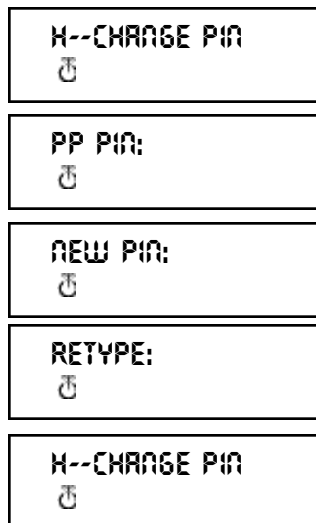 H--CHANGE PIN
PP PIN:
NEW PIN:
RETYPE:
H--CHANGE PIN